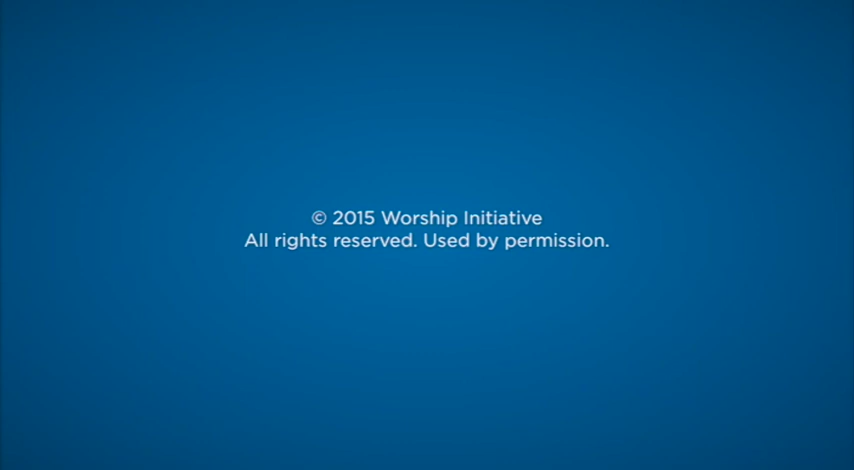 © 2015 Worship Initiative
All rights reserved. Used by permission.